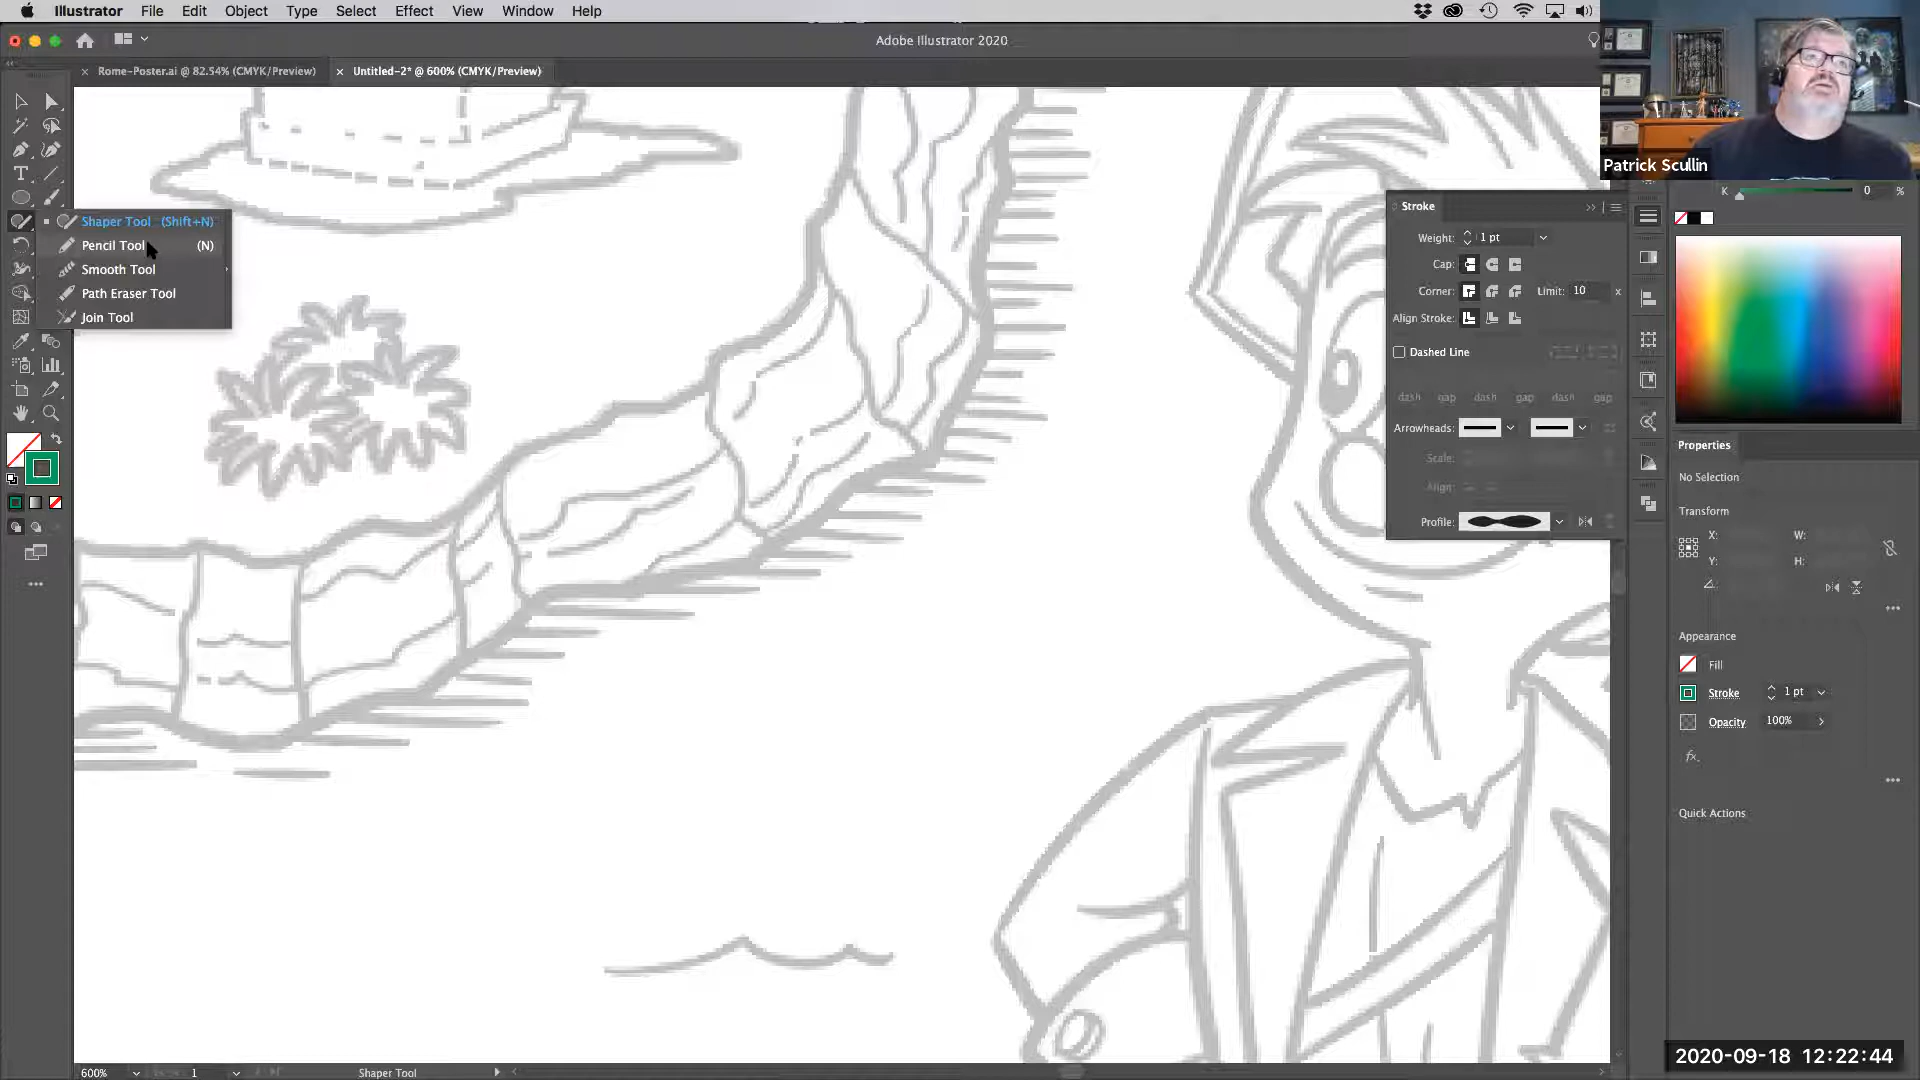 Illustrator File Edit Object Type Select Effect View Window Help
Adobe Illustrator 2020
Rome-Poster.ai @ 82.54% (CMYK/Preview)
Untitled-2* @ 600% (CMYK/Preview)
Patrick Scullin
K 0 %
Shaper Tool (Shift+N)
Pencil Tool (N)
Smooth Tool
Path Eraser Tool
Join Tool
Stroke
Weight: 1 pt
Cap:
Corner: Limit: 10 x
Align Stroke:
Dashed Line
dash gap dash gap dash gap
Arrowheads:
Scale:
Align:
Profile:
Properties
No Selection
Transform
X: W:
Y: H:
Appearance
Fill
Stroke 1 pt
Opacity 100%
fx.
Quick Actions
600% 1 Shaper Tool
2020-09-18 12:22:44